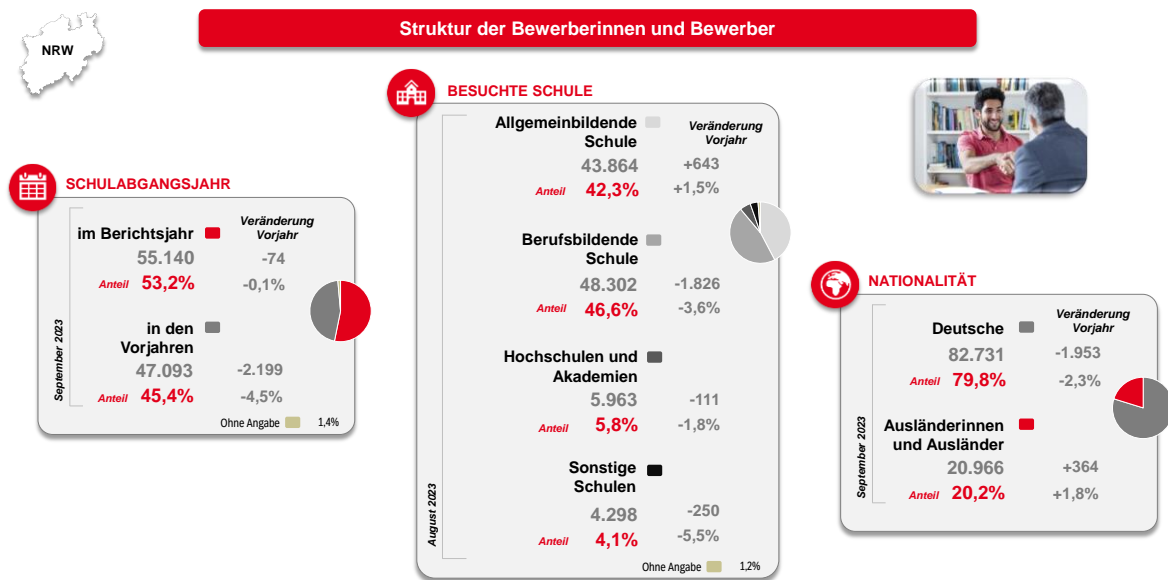 Struktur der Bewerberinnen und Bewerber
NRW
SCHULABGANGSJAHR
im Berichtsjahr
Veränderung
Vorjahr
55.140
-74
Anteil 53,2%
-0,1%
in den
Vorjahren
47.093
-2.199
Anteil 45,4%
-4,5%
Ohne Angabe 1,4%
September 2023
BESUCHTE SCHULE
Allgemeinbildende
Schule
Veränderung
Vorjahr
43.864
+643
Anteil 42,3%
+1,5%
Berufsbildende
Schule
48.302
-1.826
Anteil 46,6%
-3,6%
Hochschulen und
Akademien
5.963
-111
Anteil 5,8%
-1,8%
Sonstige
Schulen
4.298
-250
Anteil 4,1%
-5,5%
Ohne Angabe 1,2%
August 2023
NATIONALITÄT
Deutsche
Veränderung
Vorjahr
82.731
-1.953
Anteil 79,8%
-2,3%
Ausländerinnen
und Ausländer
20.966
+364
Anteil 20,2%
+1,8%
September 2023